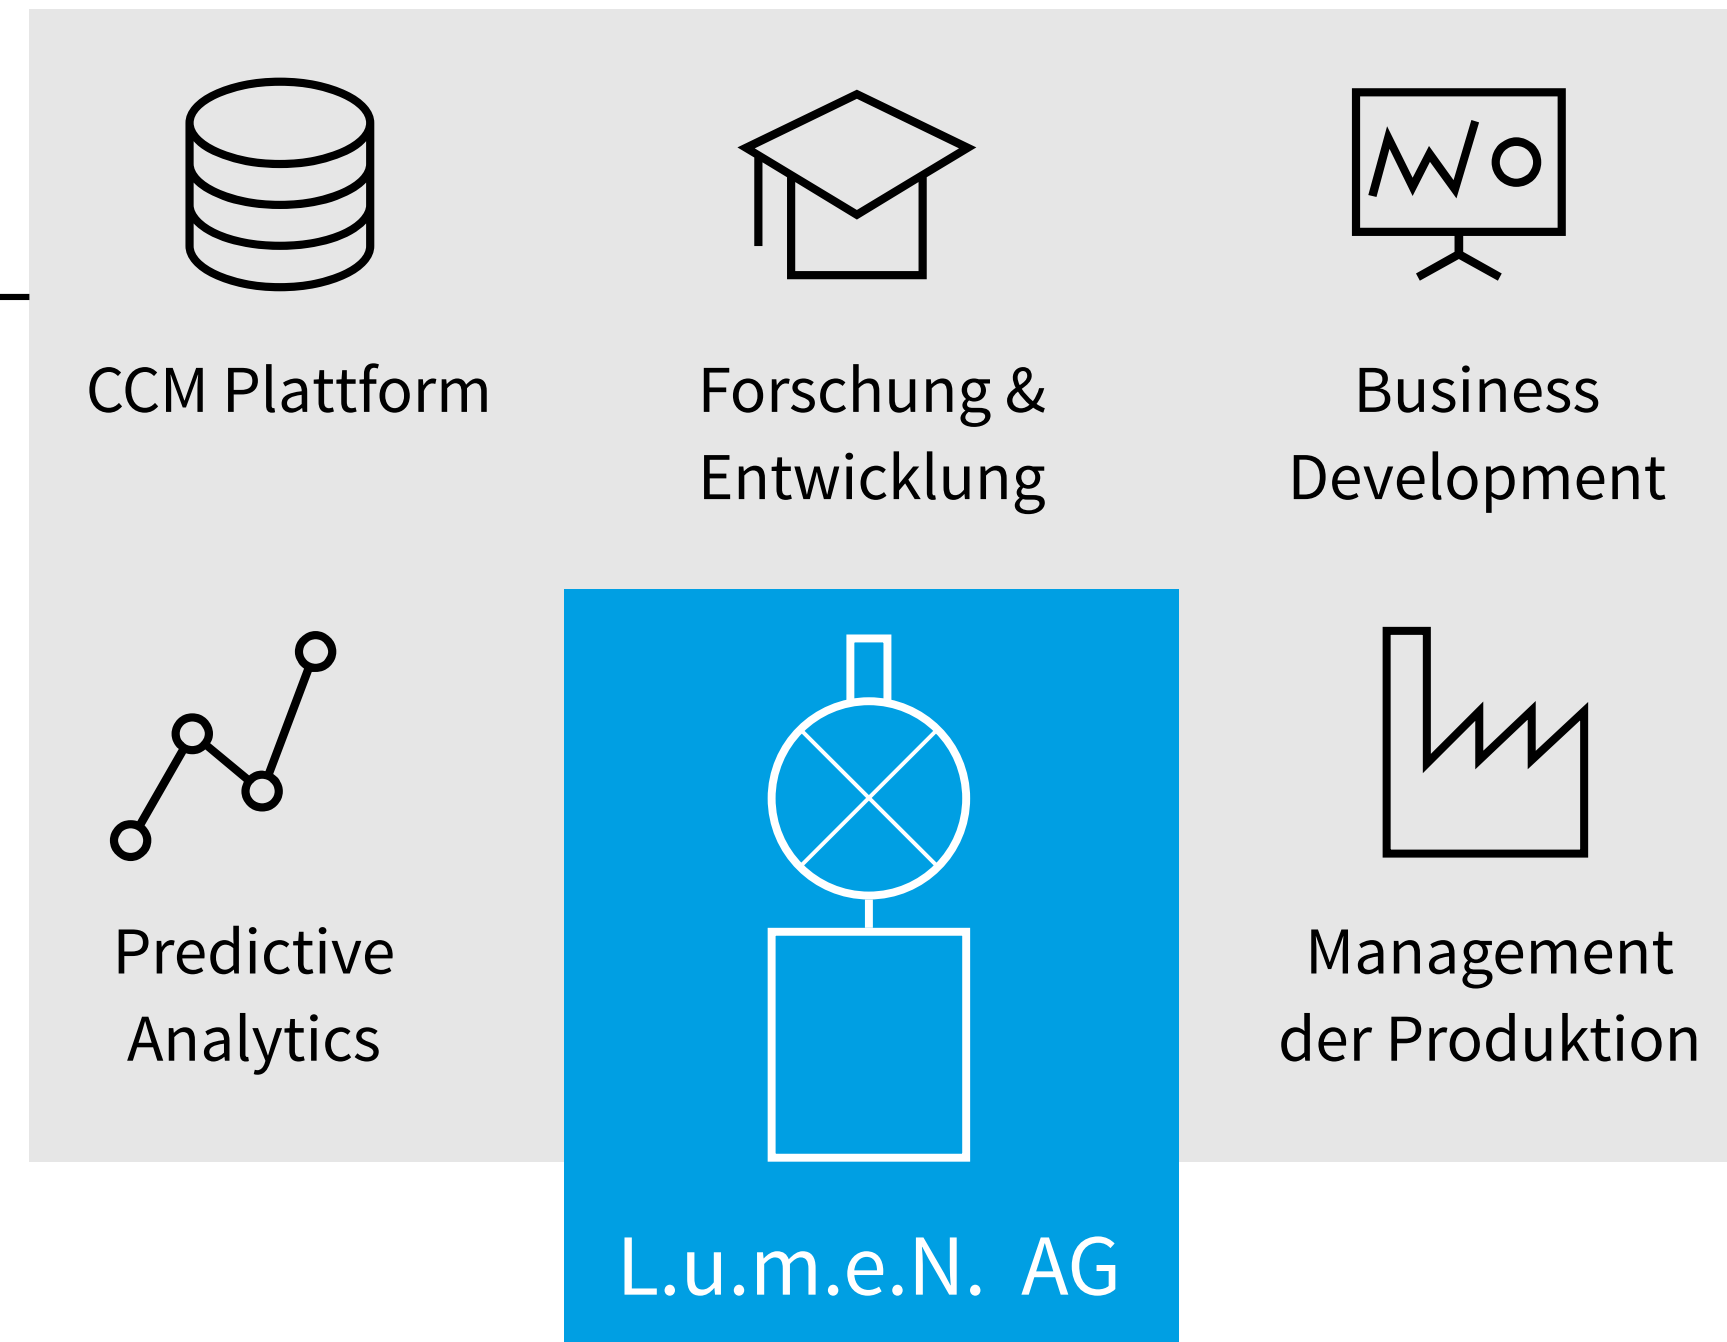 CCM Plattform
Forschung &
Entwicklung
Business
Development
Predictive
Analytics
L.u.m.e.N. AG
Management
der Produktion